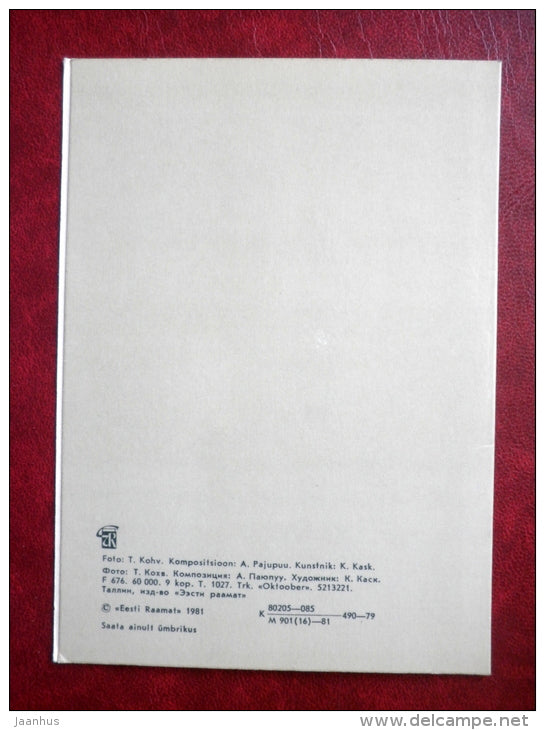 ER
Foto: T. Kohv. Kompositsioon: A. Pajupuu. Kunstnik: K. Kask.
Фото: Т. Кохв. Композиция: А. Паюпуу. Художник: К. Каск.
F 676. 60 000. 9 kop. T. 1027. Trk. «Oktoober». 5213221.
Таллин, изд-во «Ээсти раамат»
© «Eesti Raamat» 1981
К 80205—085 490—79
М 901(16)—81
Saata ainult ümbrikus
jaanhus
www.delcampe.net